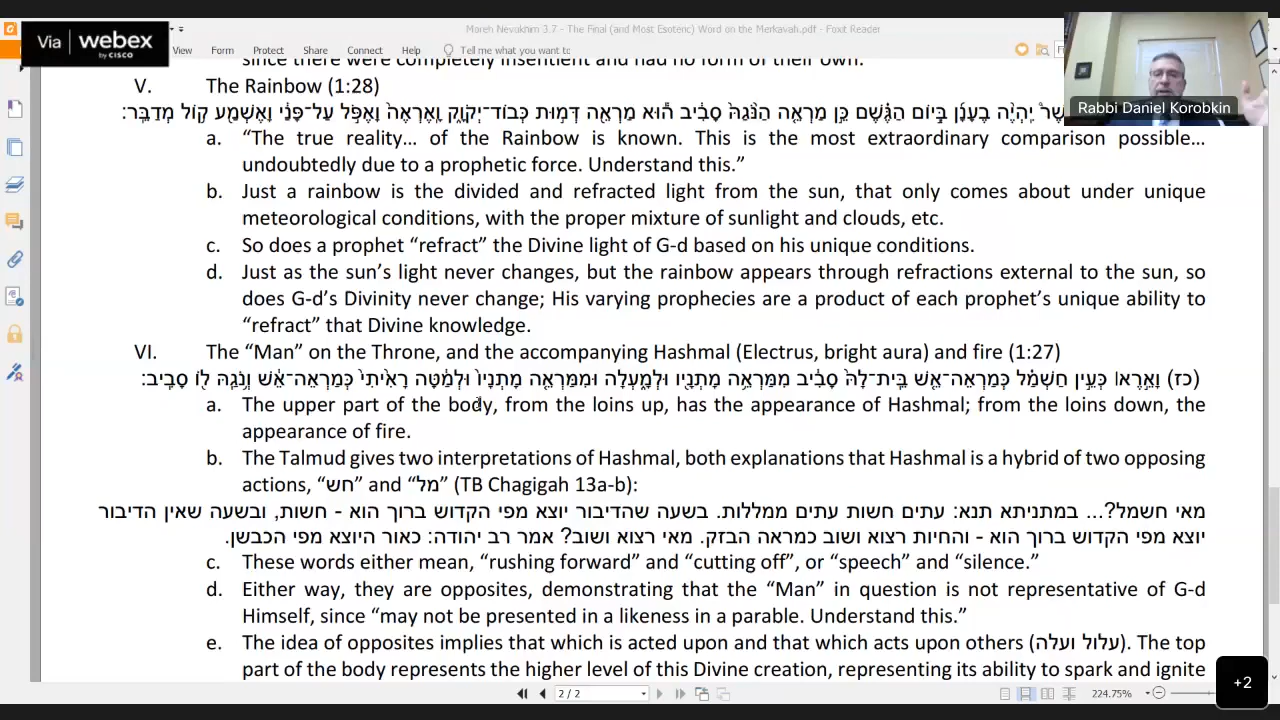 Moreh Nevukhim 3.7 - The Final (and Most Esoteric) Word on the Merkavah.pdf - Foxit Reader
Via webex
by CISCO
View Form Protect Share Connect Help Tell me what you want to
Rabbi Daniel Korobkin
since there were completely insentient and had no form of their own.
V. The Rainbow (1:28)
יִהְיֶ֨ה בֶעָנָ֜ן בְּי֣וֹם הַגֶּ֗שֶׁם כֵּ֣ן מַרְאֵ֤ה הַנֹּ֙גַהּ֙ סָבִ֔יב ה֕וּא מַרְאֵ֖ה דְּמ֣וּת כְּבוֹד־יְקֹוָ֑ק וָֽאֶרְאֶה֙ וָאֶפֹּ֣ל עַל־פָּנַ֔י וָאֶשְׁמַ֖ע ק֥וֹל מְדַבֵּֽר׃
a. “The true reality… of the Rainbow is known. This is the most extraordinary comparison possible…
undoubtedly due to a prophetic force. Understand this.”
b. Just a rainbow is the divided and refracted light from the sun, that only comes about under unique
meteorological conditions, with the proper mixture of sunlight and clouds, etc.
c. So does a prophet “refract” the Divine light of G-d based on his unique conditions.
d. Just as the sun’s light never changes, but the rainbow appears through refractions external to the sun, so
does G-d’s Divinity never change; His varying prophecies are a product of each prophet’s unique ability to
“refract” that Divine knowledge.
VI. The “Man” on the Throne, and the accompanying Hashmal (Electrus, bright aura) and fire (1:27)
(כז) וָאֵ֣רֶא׀ כְּעֵ֣ין חַשְׁמַ֗ל כְּמַרְאֵה־אֵ֤שׁ בֵּֽית־לָהּ֙ סָבִ֔יב מִמַּרְאֵ֥ה מָתְנָ֖יו וּלְמָ֑עְלָה וּמִמַּרְאֵ֤ה מָתְנָיו֙ וּלְמַ֔טָּה רָאִ֙יתִי֙ כְּמַרְאֵה־אֵ֔שׁ וְנֹ֥גַֽהּ ל֖וֹ סָבִֽיב׃
a. The upper part of the body, from the loins up, has the appearance of Hashmal; from the loins down, the
appearance of fire.
b. The Talmud gives two interpretations of Hashmal, both explanations that Hashmal is a hybrid of two opposing
actions, “חש” and “מל” (TB Chagigah 13a-b):
מאי חשמל?... במתניתא תנא: עתים חשות עתים ממללות. בשעה שהדיבור יוצא מפי הקדוש ברוך הוא - חשות, ובשעה שאין הדיבור
יוצא מפי הקדוש ברוך הוא - והחיות רצוא ושוב כמראה הבזק. מאי רצוא ושוב? אמר רב יהודה: כאור היוצא מפי הכבשן.
c. These words either mean, “rushing forward” and “cutting off”, or “speech” and “silence.”
d. Either way, they are opposites, demonstrating that the “Man” in question is not representative of G-d
Himself, since “may not be presented in a likeness in a parable. Understand this.”
e. The idea of opposites implies that which is acted upon and that which acts upon others (עלול ועלה). The top
part of the body represents the higher level of this Divine creation, representing its ability to spark and ignite
2 / 2
224.75%
+2